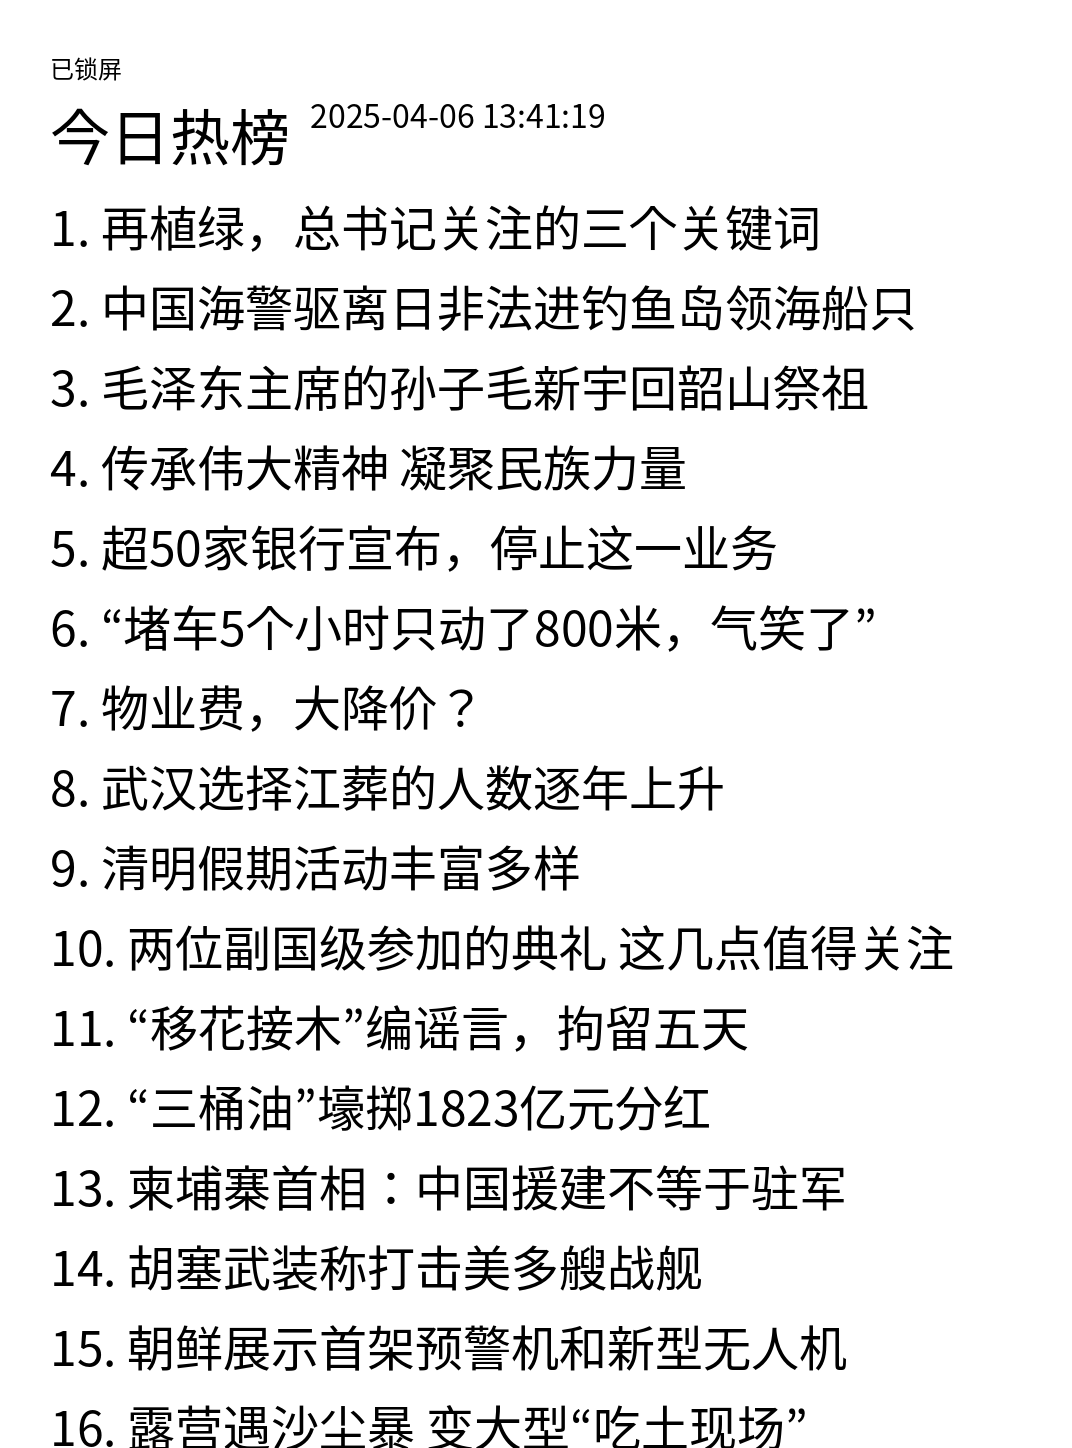 已锁屏
今日热榜 2025-04-06 13:41:19
1. 再植绿，总书记关注的三个关键词
2. 中国海警驱离日非法进钓鱼岛领海船只
3. 毛泽东主席的孙子毛新宇回韶山祭祖
4. 传承伟大精神 凝聚民族力量
5. 超50家银行宣布，停止这一业务
6. “堵车5个小时只动了800米，气笑了”
7. 物业费，大降价？
8. 武汉选择江葬的人数逐年上升
9. 清明假期活动丰富多样
10. 两位副国级参加的典礼 这几点值得关注
11. “移花接木”编谣言，拘留五天
12. “三桶油”壕掷1823亿元分红
13. 柬埔寨首相：中国援建不等于驻军
14. 胡塞武装称打击美多艘战舰
15. 朝鲜展示首架预警机和新型无人机
16. 露营遇沙尘暴 变大型“吃土现场”